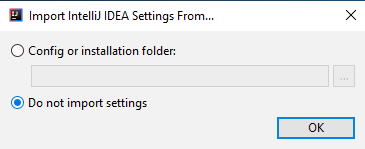 Import IntelliJ IDEA Settings From...
Config or installation folder:
...
Do not import settings
OK